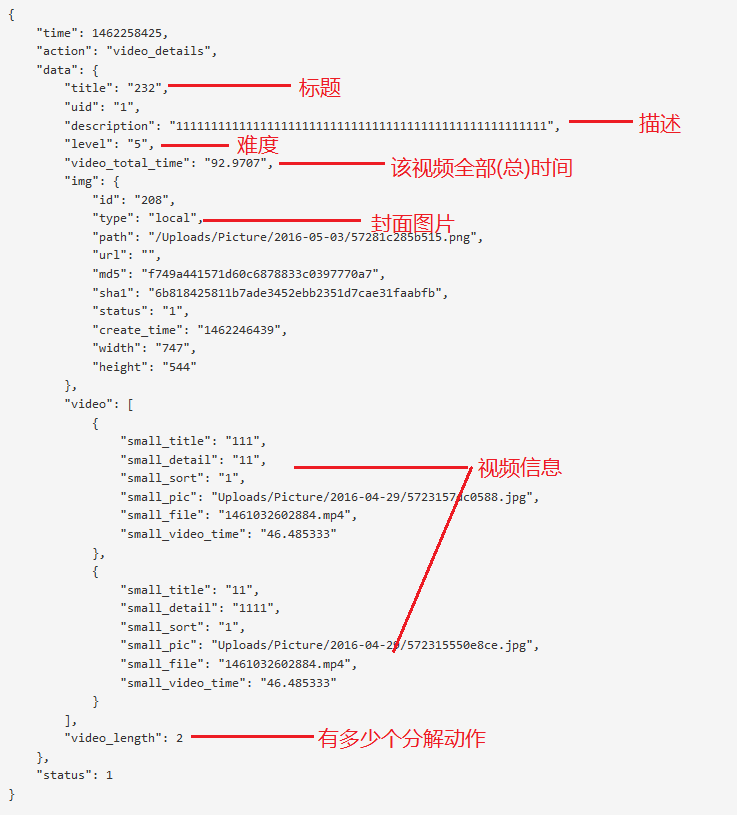 {
"time": 1462258425,
"action": "video_details",
"data": {
"title": "232", 标题
"uid": "1",
"description": "11111111111111111111111111111111111111111111111111111", 描述
"level": "5", 难度
"video_total_time": "92.9707", 该视频全部(总)时间
"img": {
"id": "208",
"type": "local", 封面图片
"path": "/Uploads/Picture/2016-05-03/57281c285b515.png",
"url": "",
"md5": "f749a441571d60c6878833c0397770a7",
"sha1": "6b818425811b7ade3452ebb2351d7cae31faabfb",
"status": "1",
"create_time": "1462246439",
"width": "747",
"height": "544"
},
"video": [
{
"small_title": "111",
"small_detail": "11", 视频信息
"small_sort": "1",
"small_pic": "Uploads/Picture/2016-04-29/5723157dc0588.jpg",
"small_file": "1461032602884.mp4",
"small_video_time": "46.485333"
},
{
"small_title": "11",
"small_detail": "1111",
"small_sort": "1",
"small_pic": "Uploads/Picture/2016-04-29/572315550e8ce.jpg",
"small_file": "1461032602884.mp4",
"small_video_time": "46.485333"
}
],
"video_length": 2 有多少个分解动作
},
"status": 1
}